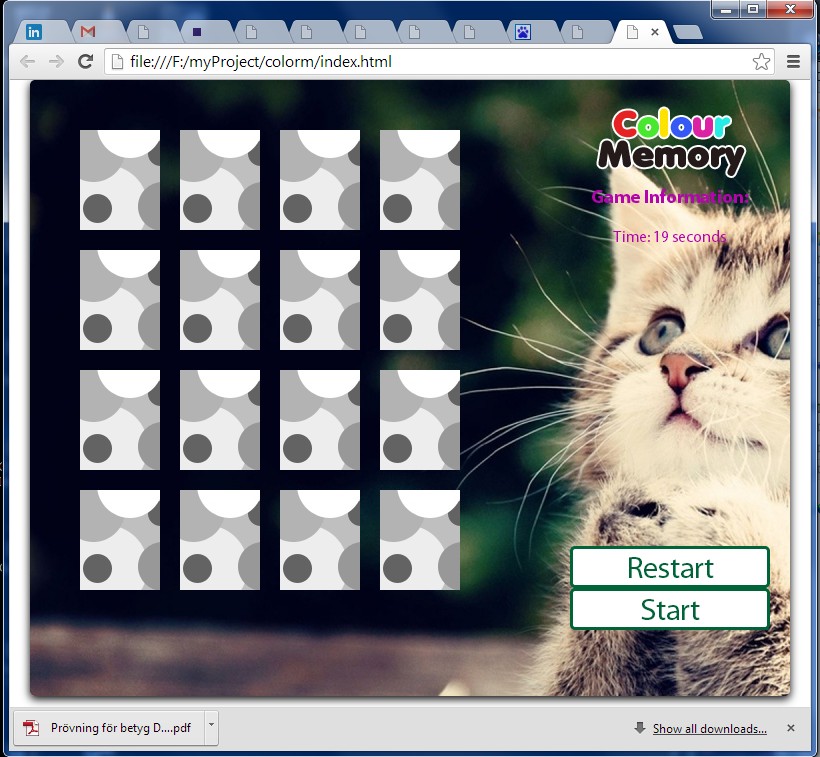 in
M
file:///F:/myProject/colorm/index.html
Colour
Memory
Game Information:
Time: 19 seconds
Restart
Start
Prövning för betyg D....pdf
Show all downloads...